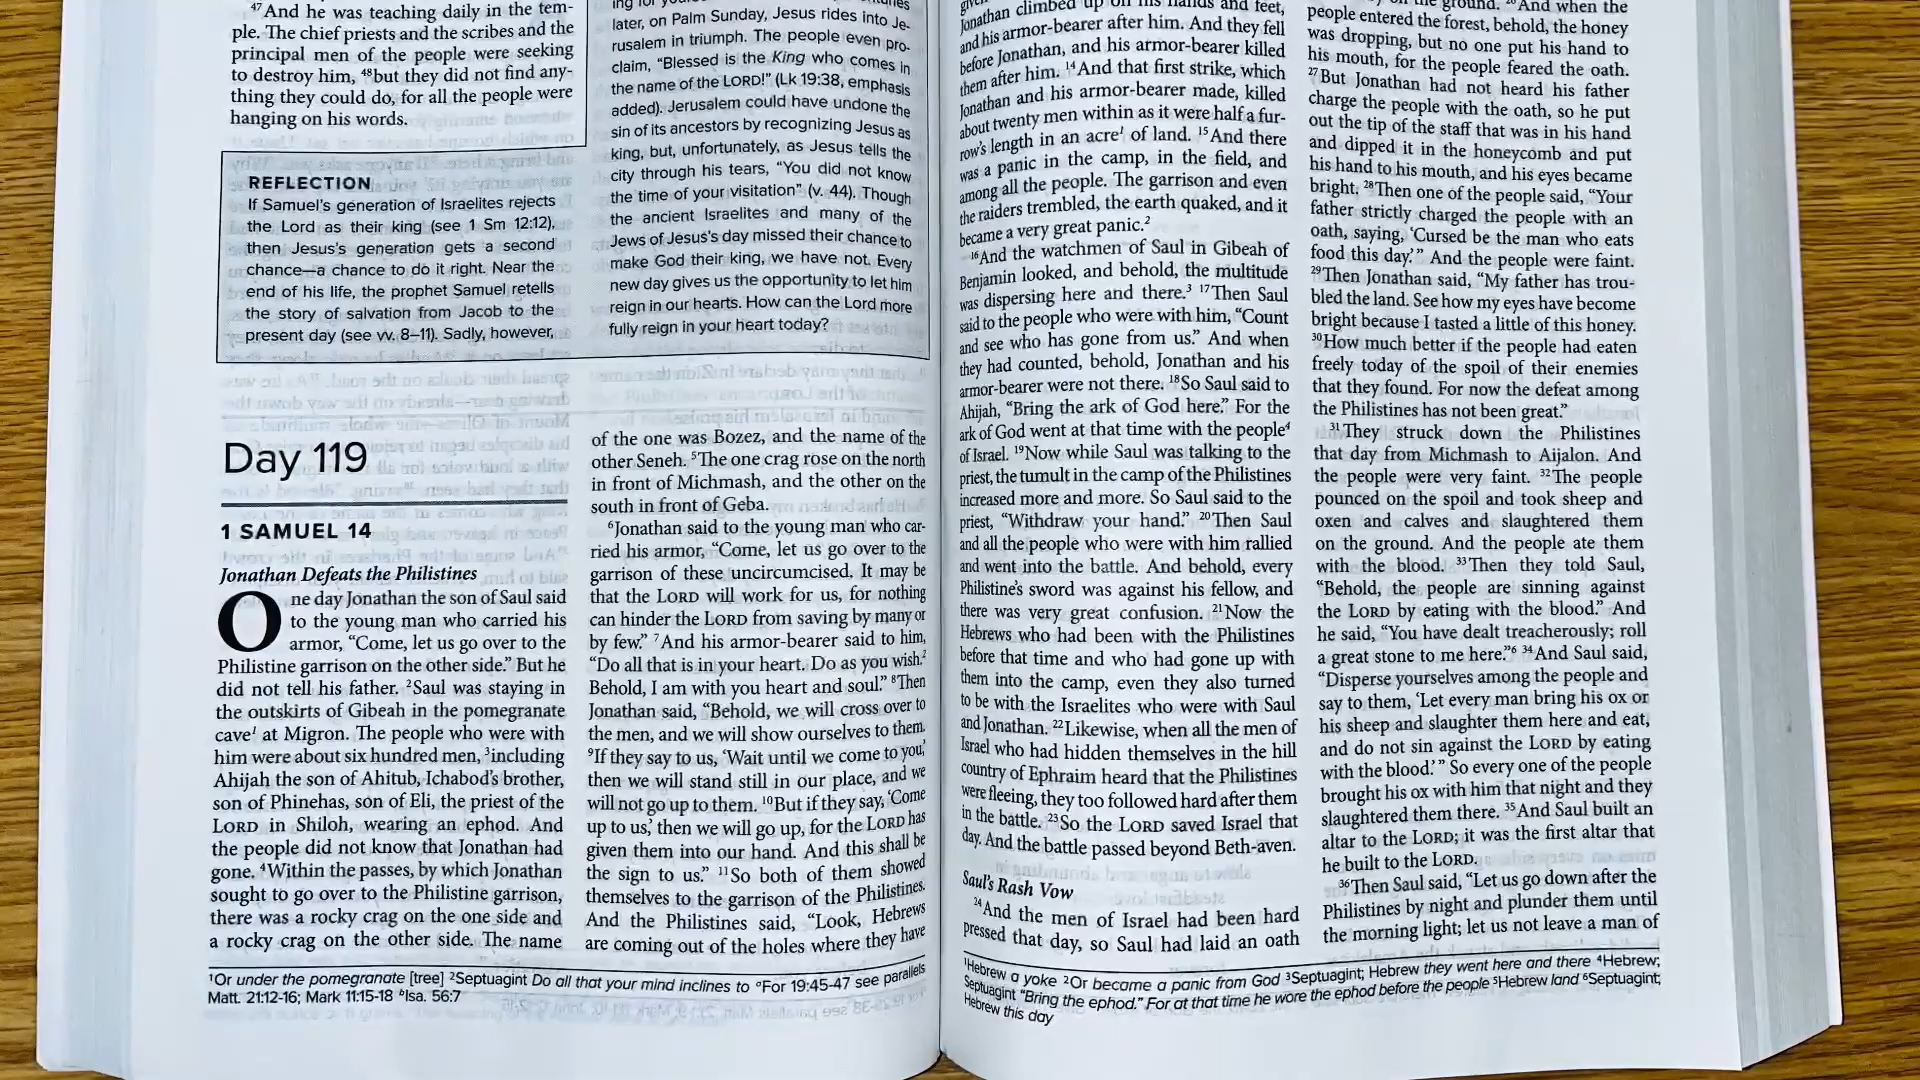 ⁴⁷And he was teaching daily in the tem-
ple. The chief priests and the scribes and the
principal men of the people were seeking
to destroy him, ⁴⁸but they did not find any-
thing they could do, for all the people were
hanging on his words.
REFLECTION
If Samuel's generation of Israelites rejects
the Lord as their king (see 1 Sm 12:12),
then Jesus's generation gets a second
chance—a chance to do it right. Near the
end of his life, the prophet Samuel retells
the story of salvation from Jacob to the
present day (see vv. 8–11). Sadly, however,
later, on Palm Sunday, Jesus rides into Je-
rusalem in triumph. The people even pro-
claim, “Blessed is the King who comes in
the name of the LORD!” (Lk 19:38, emphasis
added). Jerusalem could have undone the
sin of its ancestors by recognizing Jesus as
king, but, unfortunately, as Jesus tells the
city through his tears, “You did not know
the time of your visitation” (v. 44). Though
the ancient Israelites and many of the
Jews of Jesus's day missed their chance to
make God their king, we have not. Every
new day gives us the opportunity to let him
reign in our hearts. How can the Lord more
fully reign in your heart today?
Day 119
1 SAMUEL 14
Jonathan Defeats the Philistines
One day Jonathan the son of Saul said
to the young man who carried his
armor, “Come, let us go over to the
Philistine garrison on the other side.” But he
did not tell his father. ²Saul was staying in
the outskirts of Gibeah in the pomegranate
cave¹ at Migron. The people who were with
him were about six hundred men, ³including
Ahijah the son of Ahitub, Ichabod's brother,
son of Phinehas, son of Eli, the priest of the
LORD in Shiloh, wearing an ephod. And
the people did not know that Jonathan had
gone. ⁴Within the passes, by which Jonathan
sought to go over to the Philistine garrison,
there was a rocky crag on the one side and
a rocky crag on the other side. The name
of the one was Bozez, and the name of the
other Seneh. ⁵The one crag rose on the north
in front of Michmash, and the other on the
south in front of Geba.
⁶Jonathan said to the young man who car-
ried his armor, “Come, let us go over to the
garrison of these uncircumcised. It may be
that the LORD will work for us, for nothing
can hinder the LORD from saving by many or
by few.” ⁷And his armor-bearer said to him,
“Do all that is in your heart. Do as you wish.²
Behold, I am with you heart and soul.” ⁸Then
Jonathan said, “Behold, we will cross over to
the men, and we will show ourselves to them.
⁹If they say to us, ‘Wait until we come to you,’
then we will stand still in our place, and we
will not go up to them. ¹⁰But if they say, ‘Come
up to us,’ then we will go up, for the LORD has
given them into our hand. And this shall be
the sign to us.” ¹¹So both of them showed
themselves to the garrison of the Philistines.
And the Philistines said, “Look, Hebrews
are coming out of the holes where they have
¹Or under the pomegranate [tree] ²Septuagint Do all that your mind inclines to ᵃFor 19:45-47 see parallels
Matt. 21:12-16; Mark 11:15-18 ᵇIsa. 56:7
Jonathan climbed up on his hands and feet,
and his armor-bearer after him. And they fell
before Jonathan, and his armor-bearer killed
them after him. ¹⁴And that first strike, which
Jonathan and his armor-bearer made, killed
about twenty men within as it were half a fur-
row's length in an acre¹ of land. ¹⁵And there
was a panic in the camp, in the field, and
among all the people. The garrison and even
the raiders trembled, the earth quaked, and it
became a very great panic.²
¹⁶And the watchmen of Saul in Gibeah of
Benjamin looked, and behold, the multitude
was dispersing here and there.³ ¹⁷Then Saul
said to the people who were with him, “Count
and see who has gone from us.” And when
they had counted, behold, Jonathan and his
armor-bearer were not there. ¹⁸So Saul said to
Ahijah, “Bring the ark of God here.” For the
ark of God went at that time with the people⁴
of Israel. ¹⁹Now while Saul was talking to the
priest, the tumult in the camp of the Philistines
increased more and more. So Saul said to the
priest, “Withdraw your hand.” ²⁰Then Saul
and all the people who were with him rallied
and went into the battle. And behold, every
Philistine's sword was against his fellow, and
there was very great confusion. ²¹Now the
Hebrews who had been with the Philistines
before that time and who had gone up with
them into the camp, even they also turned
to be with the Israelites who were with Saul
and Jonathan. ²²Likewise, when all the men of
Israel who had hidden themselves in the hill
country of Ephraim heard that the Philistines
were fleeing, they too followed hard after them
in the battle. ²³So the LORD saved Israel that
day. And the battle passed beyond Beth-aven.
Saul's Rash Vow
²⁴And the men of Israel had been hard
pressed that day, so Saul had laid an oath
on the ground. ²⁶And when the
people entered the forest, behold, the honey
was dropping, but no one put his hand to
his mouth, for the people feared the oath.
²⁷But Jonathan had not heard his father
charge the people with the oath, so he put
out the tip of the staff that was in his hand
and dipped it in the honeycomb and put
his hand to his mouth, and his eyes became
bright. ²⁸Then one of the people said, “Your
father strictly charged the people with an
oath, saying, ‘Cursed be the man who eats
food this day.’” And the people were faint.
²⁹Then Jonathan said, “My father has trou-
bled the land. See how my eyes have become
bright because I tasted a little of this honey.
³⁰How much better if the people had eaten
freely today of the spoil of their enemies
that they found. For now the defeat among
the Philistines has not been great.”
³¹They struck down the Philistines
that day from Michmash to Aijalon. And
the people were very faint. ³²The people
pounced on the spoil and took sheep and
oxen and calves and slaughtered them
on the ground. And the people ate them
with the blood. ³³Then they told Saul,
“Behold, the people are sinning against
the LORD by eating with the blood.” And
he said, “You have dealt treacherously; roll
a great stone to me here.”⁶ ³⁴And Saul said,
“Disperse yourselves among the people and
say to them, ‘Let every man bring his ox or
his sheep and slaughter them here and eat,
and do not sin against the LORD by eating
with the blood.’” So every one of the people
brought his ox with him that night and they
slaughtered them there. ³⁵And Saul built an
altar to the LORD; it was the first altar that
he built to the LORD.
³⁶Then Saul said, “Let us go down after the
Philistines by night and plunder them until
the morning light; let us not leave a man of
¹Hebrew a yoke ²Or became a panic from God ³Septuagint; Hebrew they went here and there ⁴Hebrew;
Septuagint “Bring the ephod.” For at that time he wore the ephod before the people ⁵Hebrew land ⁶Septuagint;
Hebrew this day